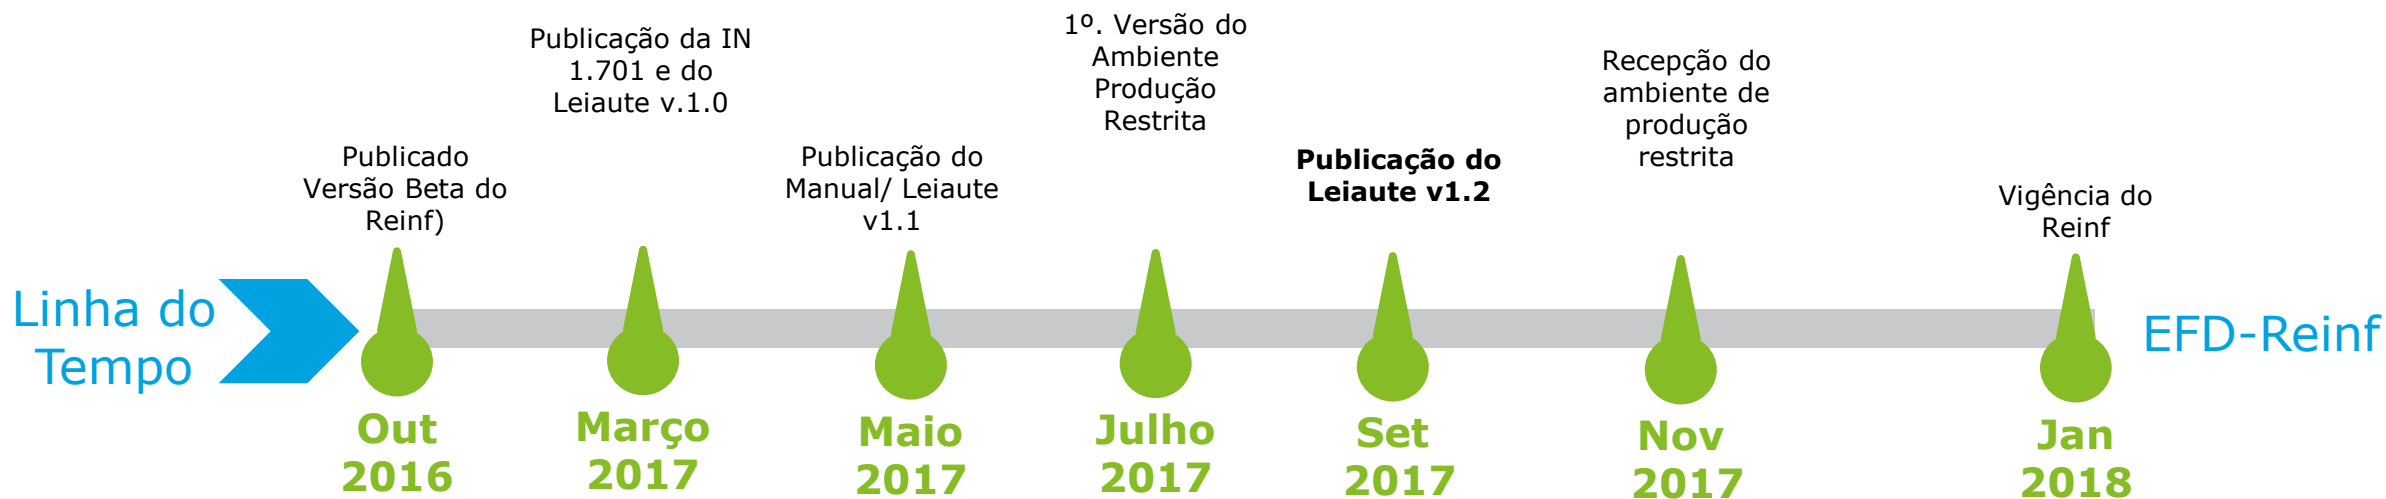 Linha do
Tempo
Publicado
Versão Beta do
Reinf)
Out
2016
Publicação da IN
1.701 e do
Leiaute v.1.0
Março
2017
Publicação do
Manual/ Leiaute
v1.1
Maio
2017
1º. Versão do
Ambiente
Produção
Restrita
Julho
2017
Publicação do
Leiaute v1.2
Set
2017
Recepção do
ambiente de
produção
restrita
Nov
2017
Vigência do
Reinf
Jan
2018
EFD-Reinf